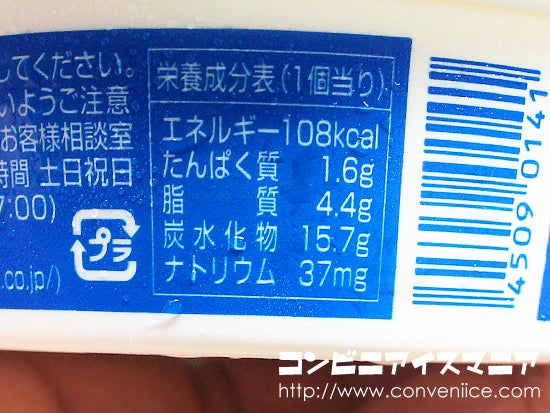 してください。
いようご注意
お客様相談室
時間 土日祝日
7:00)
co.jp/)
プラ
栄養成分表(1個当り)
エネルギー108kcal
たんぱく質 1.6g
脂質 4.4g
炭水化物 15.7g
ナトリウム 37mg
4509 0141
コンビニアイスマニア
http://www.conveniice.com/